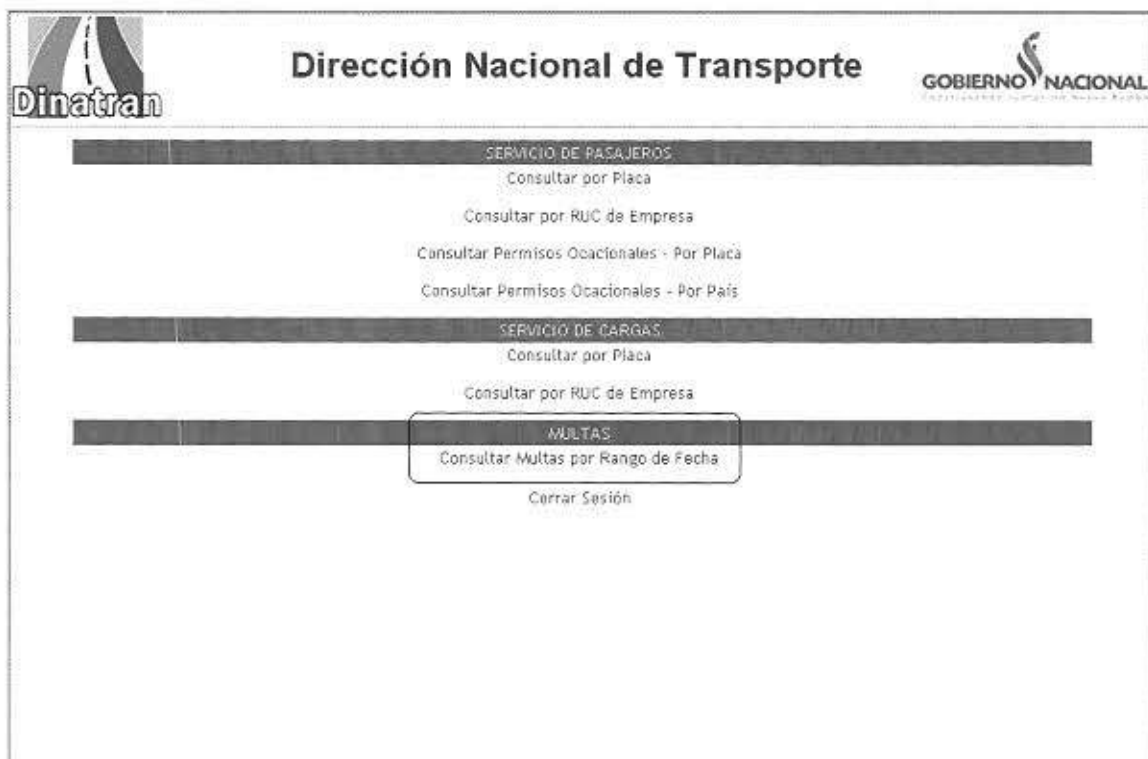 Dinatran
Dirección Nacional de Transporte
GOBIERNO NACIONAL
SERVICIO DE PASAJEROS
Consultar por Placa
Consultar por RUC de Empresa
Consultar Permisos Ocacionales - Por Placa
Consultar Permisos Ocacionales - Por País
SERVICIO DE CARGAS
Consultar por Placa
Consultar por RUC de Empresa
MULTAS
Consultar Multas por Rango de Fecha
Cerrar Sesión